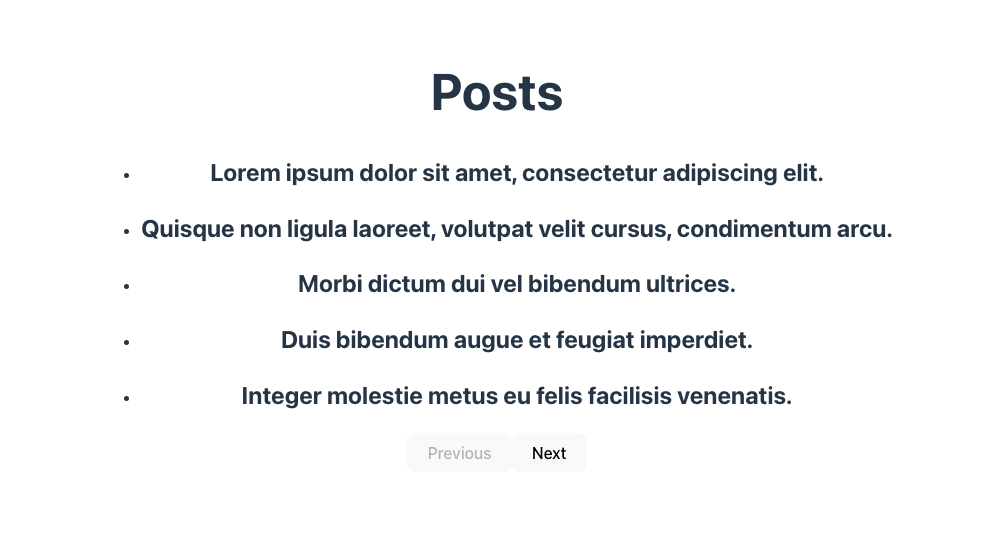 Posts
Lorem ipsum dolor sit amet, consectetur adipiscing elit.
Quisque non ligula laoreet, volutpat velit cursus, condimentum arcu.
Morbi dictum dui vel bibendum ultrices.
Duis bibendum augue et feugiat imperdiet.
Integer molestie metus eu felis facilisis venenatis.
Previous Next